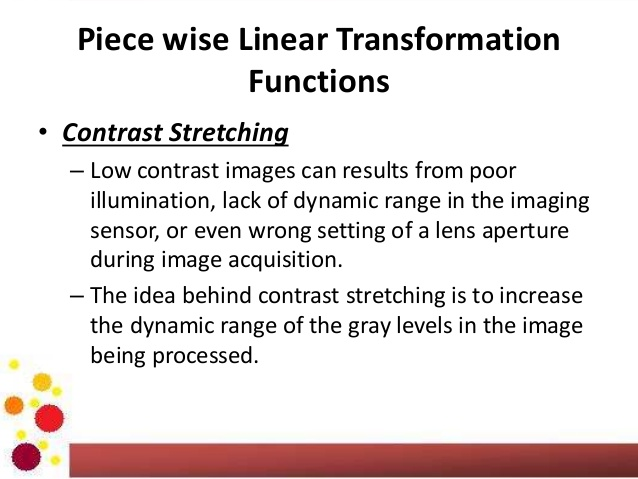 Piece wise Linear Transformation
Functions
• Contrast Stretching
– Low contrast images can results from poor
illumination, lack of dynamic range in the imaging
sensor, or even wrong setting of a lens aperture
during image acquisition.
– The idea behind contrast stretching is to increase
the dynamic range of the gray levels in the image
being processed.